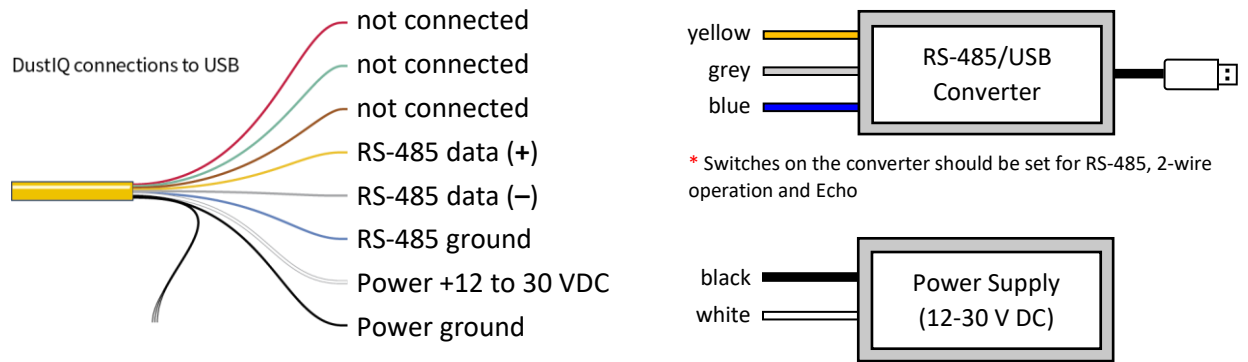 DustIQ connections to USB
not connected
not connected
not connected
RS-485 data (+)
RS-485 data (–)
RS-485 ground
Power +12 to 30 VDC
Power ground
yellow
grey
blue
RS-485/USB
Converter
* Switches on the converter should be set for RS-485, 2-wire
operation and Echo
black
white
Power Supply
(12-30 V DC)